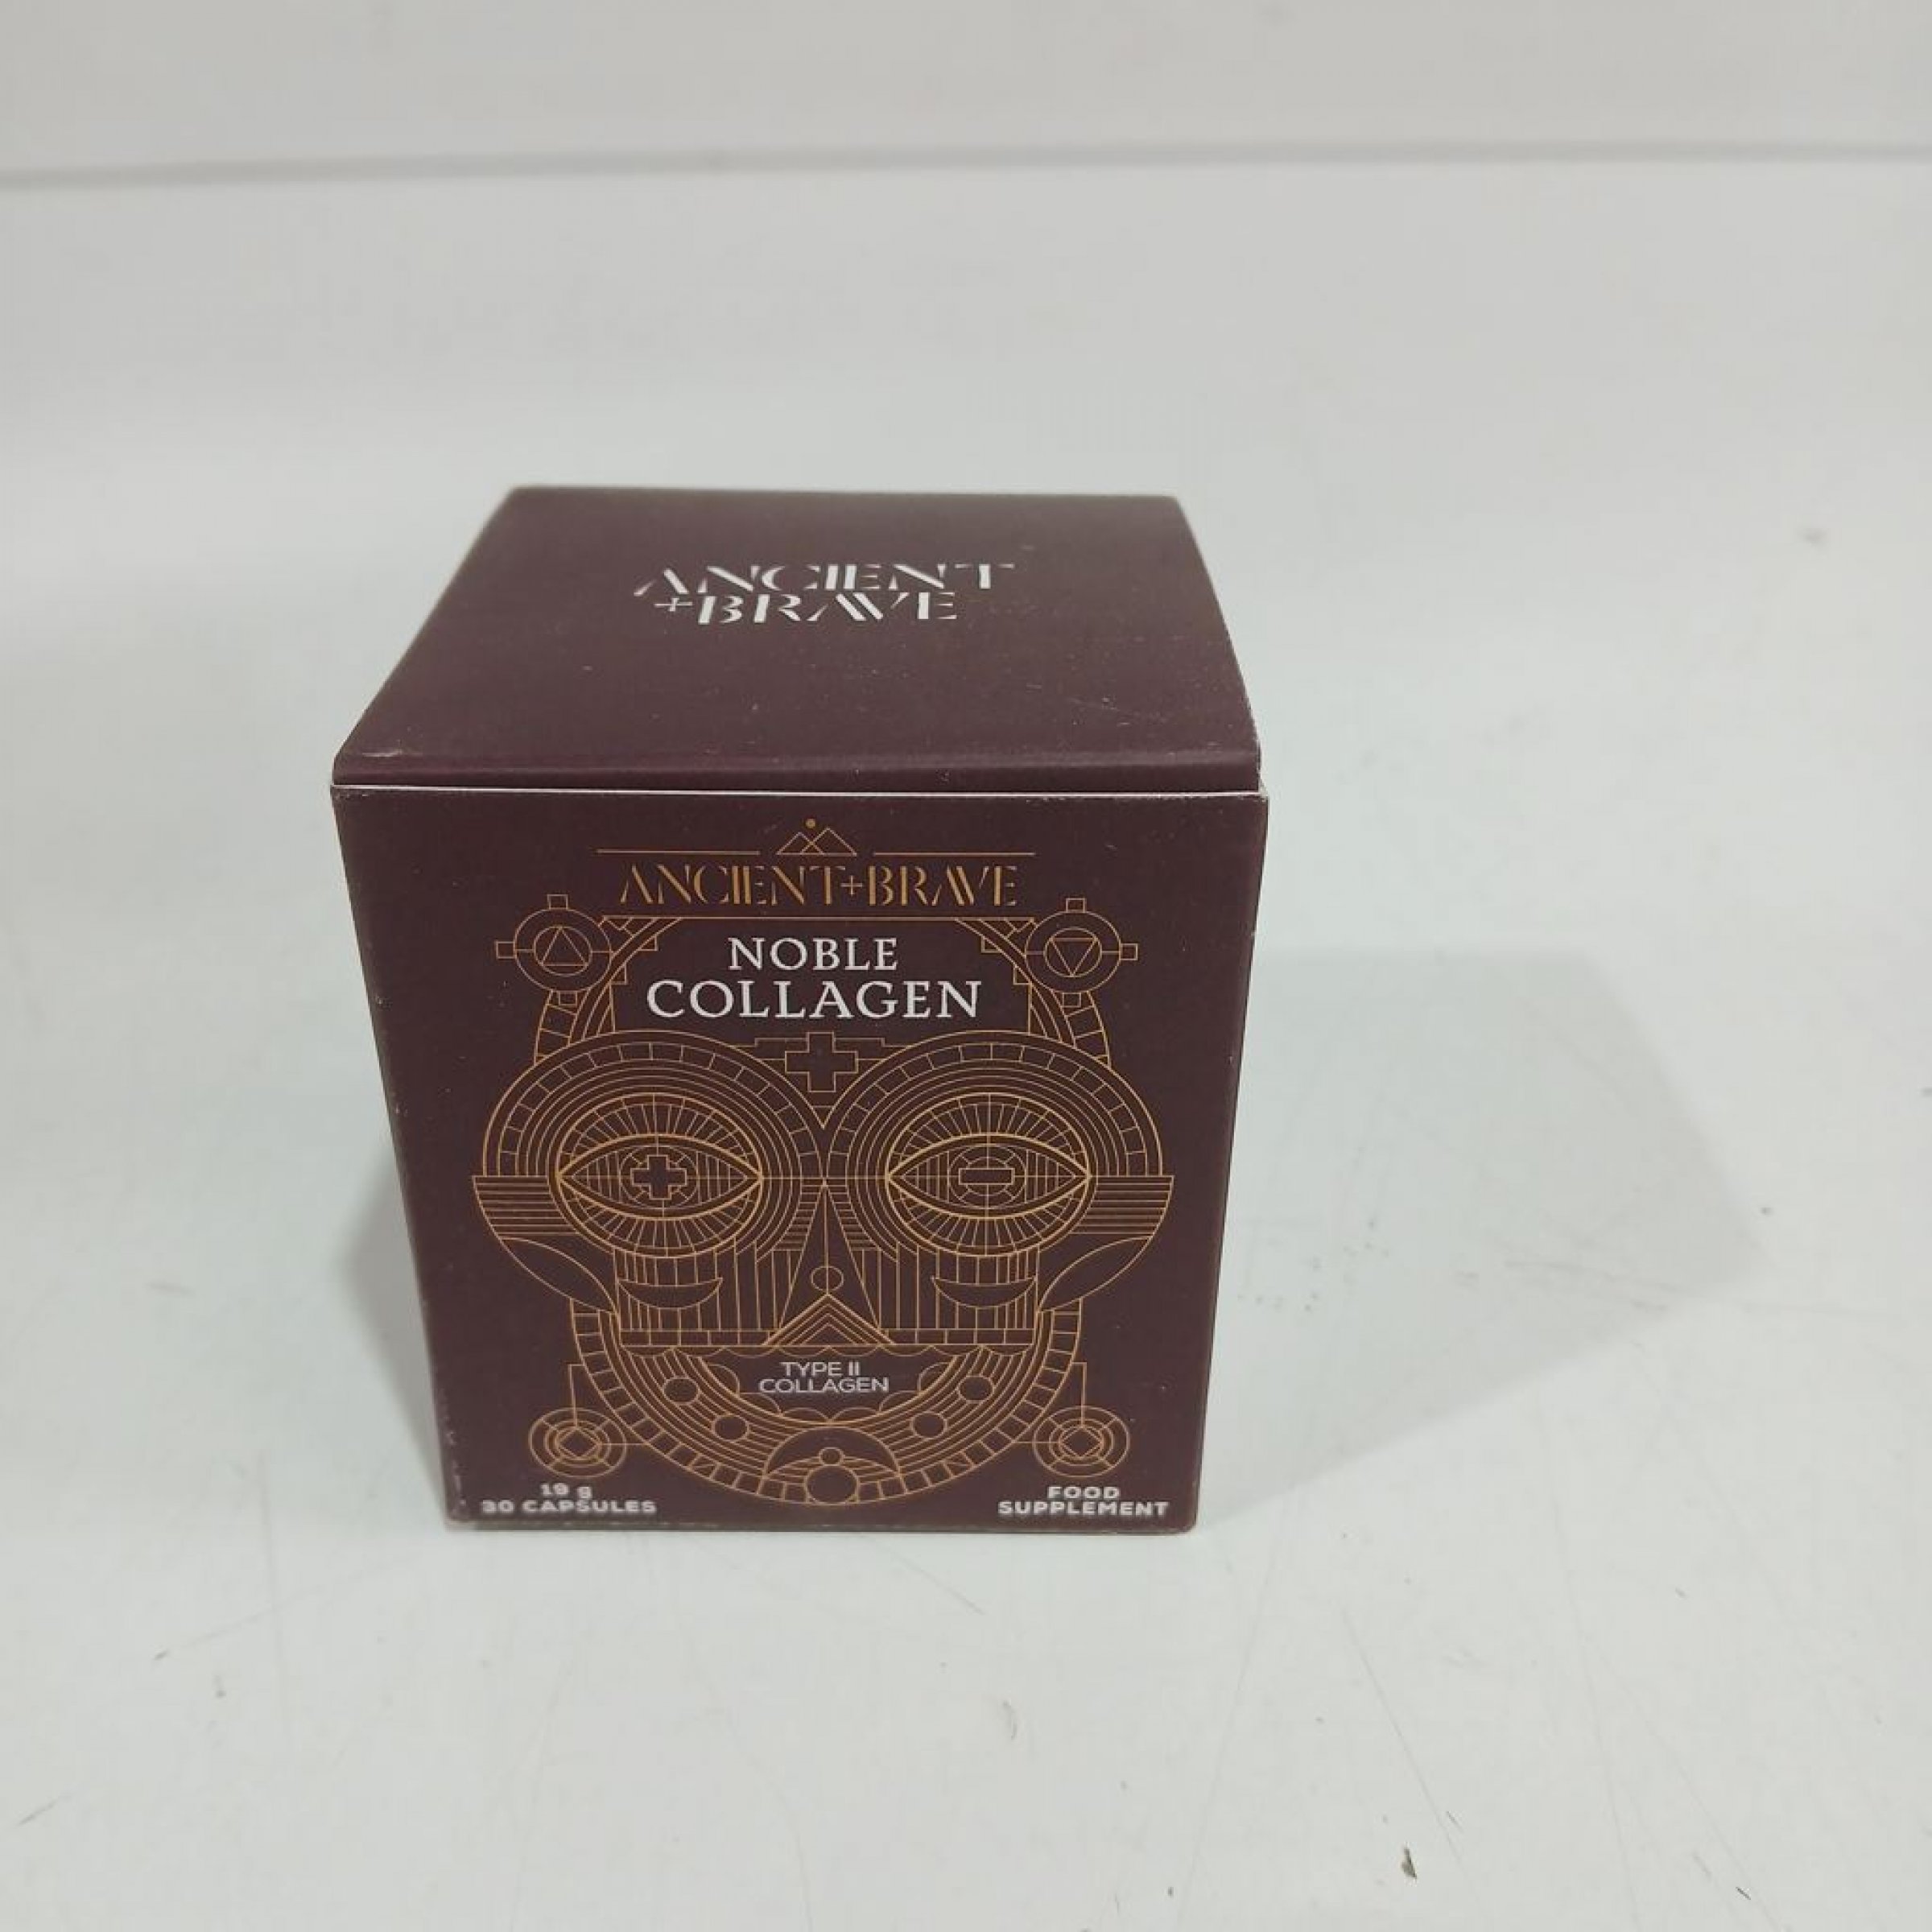 ANCIENT
+BRAVE
ANCIENT+BRAVE
NOBLE
COLLAGEN
TYPE II
COLLAGEN
19 g
30 CAPSULES
FOOD
SUPPLEMENT